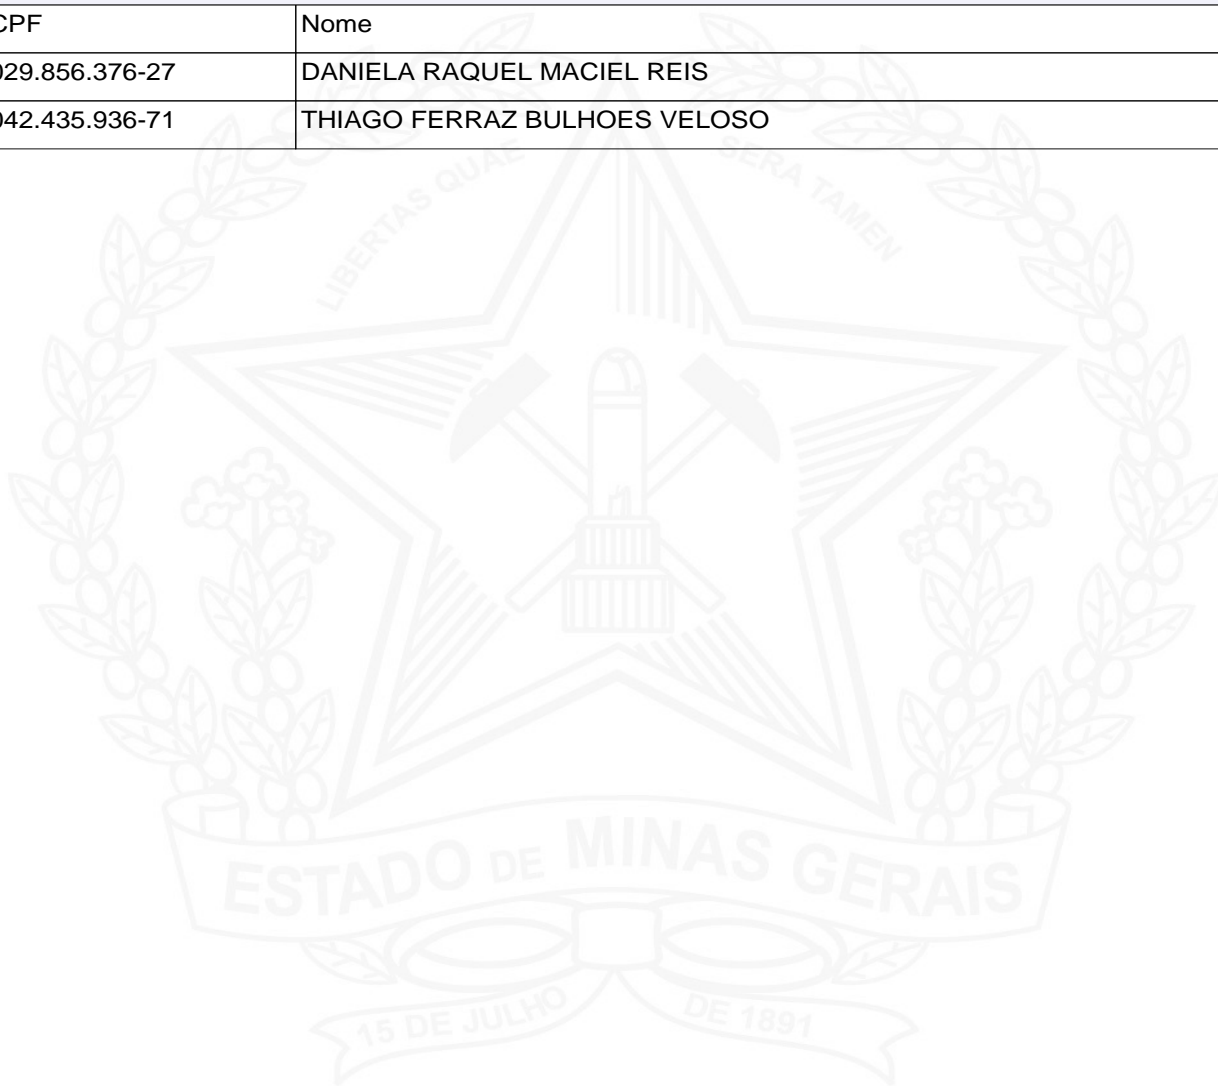 CPF Nome
029.856.376-27 DANIELA RAQUEL MACIEL REIS
042.435.936-71 THIAGO FERRAZ BULHOES VELOSO
LIBERTAS QUAE SERA TAMEN
ESTADO DE MINAS GERAIS
15 DE JULHO DE 1891